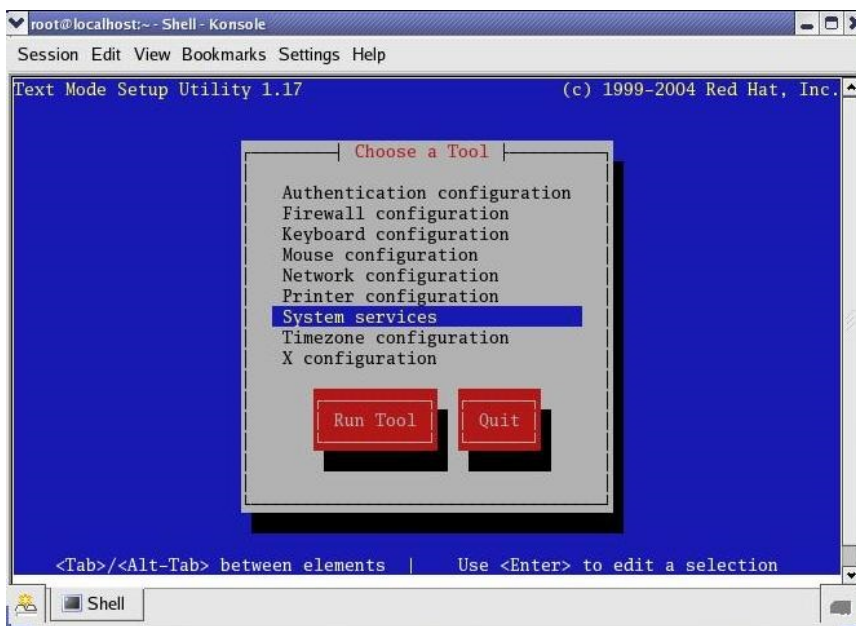 root@localhost:~ - Shell - Konsole
Session Edit View Bookmarks Settings Help
Text Mode Setup Utility 1.17 (c) 1999-2004 Red Hat, Inc.
Choose a Tool
Authentication configuration
Firewall configuration
Keyboard configuration
Mouse configuration
Network configuration
Printer configuration
System services
Timezone configuration
X configuration
Run Tool Quit
<Tab>/<Alt-Tab> between elements | Use <Enter> to edit a selection
Shell